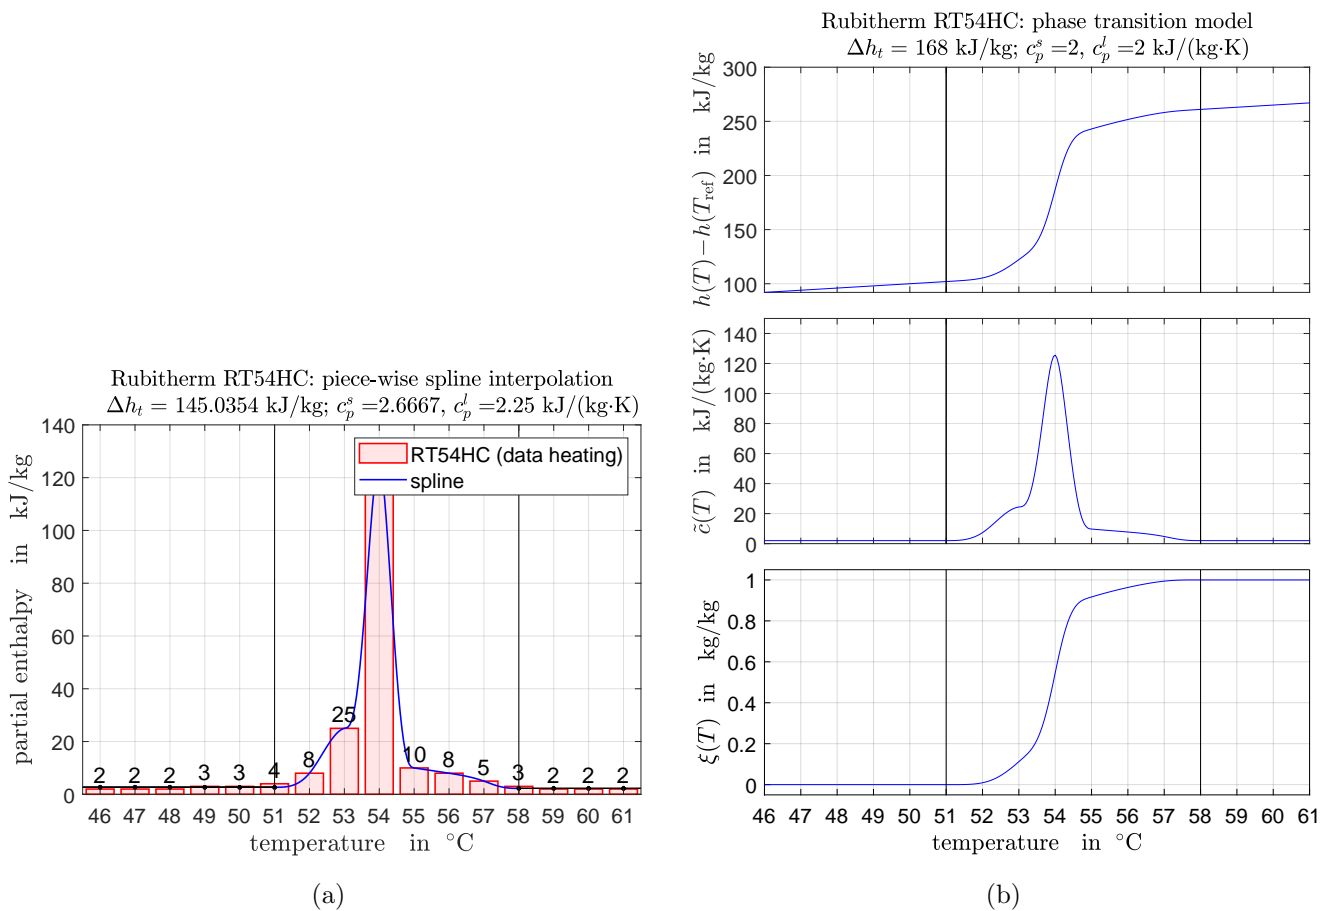 Rubitherm RT54HC: piece-wise spline interpolation
Δhₜ = 145.0354 kJ/kg; cₚˢ =2.6667, cₚˡ =2.25 kJ/(kg·K)
partial enthalpy in kJ/kg
140
120
100
80
60
40
20
0
RT54HC (data heating)
spline
2 2 2 3 3 4 8 25 10 8 5 3 2 2 2
46 47 48 49 50 51 52 53 54 55 56 57 58 59 60 61
temperature in °C
(a)
Rubitherm RT54HC: phase transition model
Δhₜ = 168 kJ/kg; cₚˢ =2, cₚˡ =2 kJ/(kg·K)
h(T)−h(T_ref) in kJ/kg
300
250
200
150
100
c̃(T) in kJ/(kg·K)
140
120
100
80
60
40
20
0
ξ(T) in kg/kg
1
0.8
0.6
0.4
0.2
0
46 47 48 49 50 51 52 53 54 55 56 57 58 59 60 61
temperature in °C
(b)